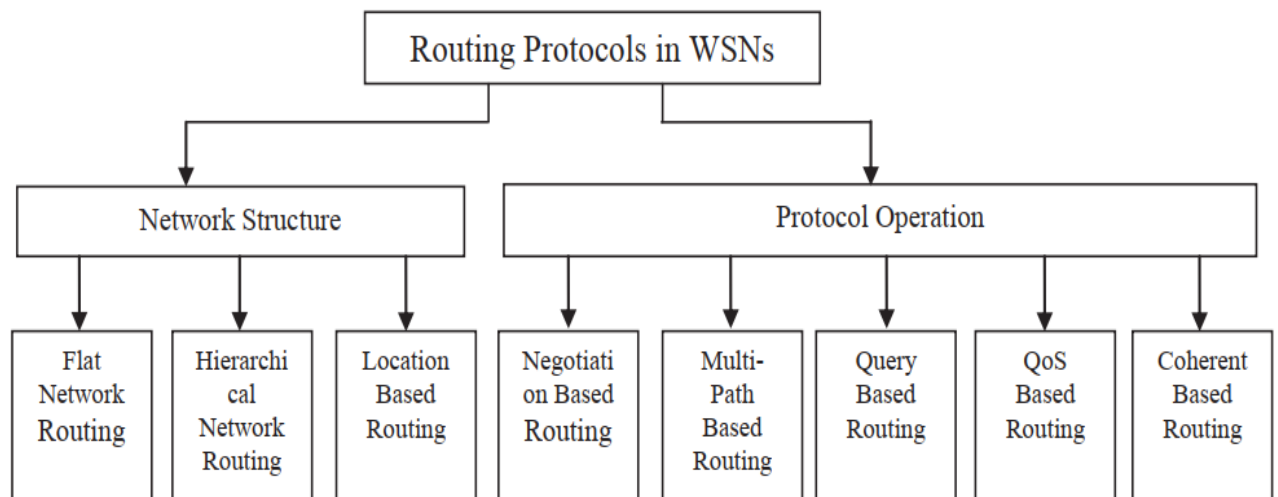 Routing Protocols in WSNs
Network Structure
Protocol Operation
Flat
Network
Routing
Hierarchi
cal
Network
Routing
Location
Based
Routing
Negotiati
on Based
Routing
Multi-
Path
Based
Routing
Query
Based
Routing
QoS
Based
Routing
Coherent
Based
Routing